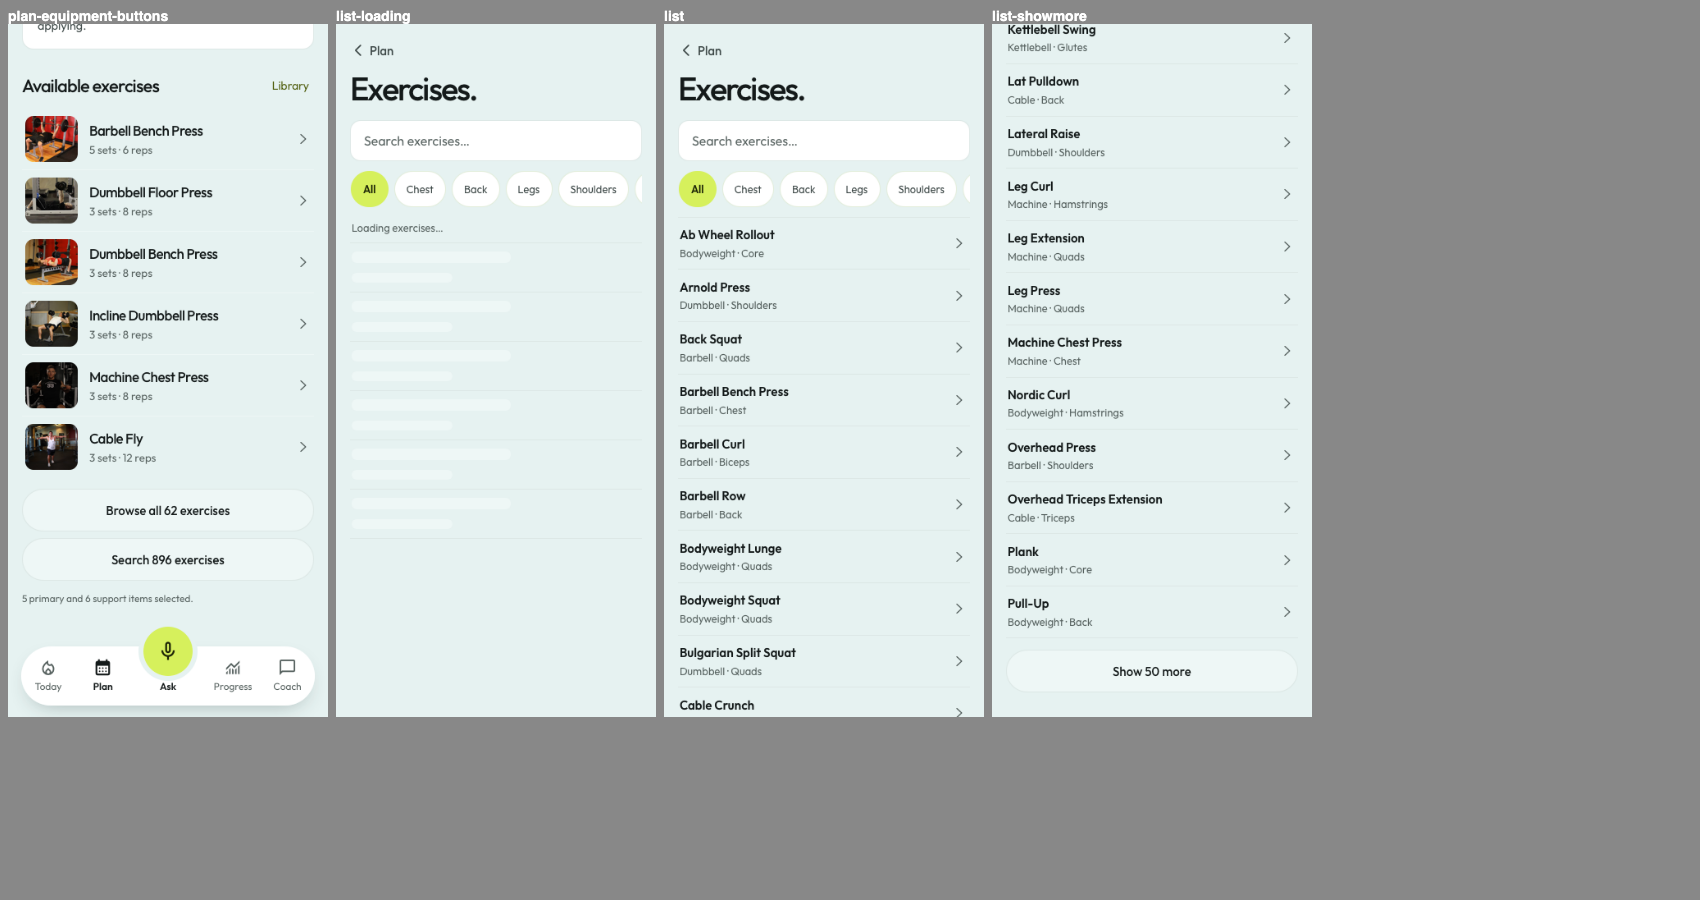 plan-equipment-buttons
applying.
Available exercises
Library
Barbell Bench Press
5 sets · 6 reps
Dumbbell Floor Press
3 sets · 8 reps
Dumbbell Bench Press
3 sets · 8 reps
Incline Dumbbell Press
3 sets · 8 reps
Machine Chest Press
3 sets · 8 reps
Cable Fly
3 sets · 12 reps
Browse all 62 exercises
Search 896 exercises
5 primary and 6 support items selected.
Today
Plan
Ask
Progress
Coach
list-loading
Plan
Exercises.
Search exercises...
All
Chest
Back
Legs
Shoulders
Loading exercises...
list
Plan
Exercises.
Search exercises...
All
Chest
Back
Legs
Shoulders
Ab Wheel Rollout
Bodyweight · Core
Arnold Press
Dumbbell · Shoulders
Back Squat
Barbell · Quads
Barbell Bench Press
Barbell · Chest
Barbell Curl
Barbell · Biceps
Barbell Row
Barbell · Back
Bodyweight Lunge
Bodyweight · Quads
Bodyweight Squat
Bodyweight · Quads
Bulgarian Split Squat
Dumbbell · Quads
Cable Crunch
list-showmore
Kettlebell Swing
Kettlebell · Glutes
Lat Pulldown
Cable · Back
Lateral Raise
Dumbbell · Shoulders
Leg Curl
Machine · Hamstrings
Leg Extension
Machine · Quads
Leg Press
Machine · Quads
Machine Chest Press
Machine · Chest
Nordic Curl
Bodyweight · Hamstrings
Overhead Press
Barbell · Shoulders
Overhead Triceps Extension
Cable · Triceps
Plank
Bodyweight · Core
Pull-Up
Bodyweight · Back
Show 50 more